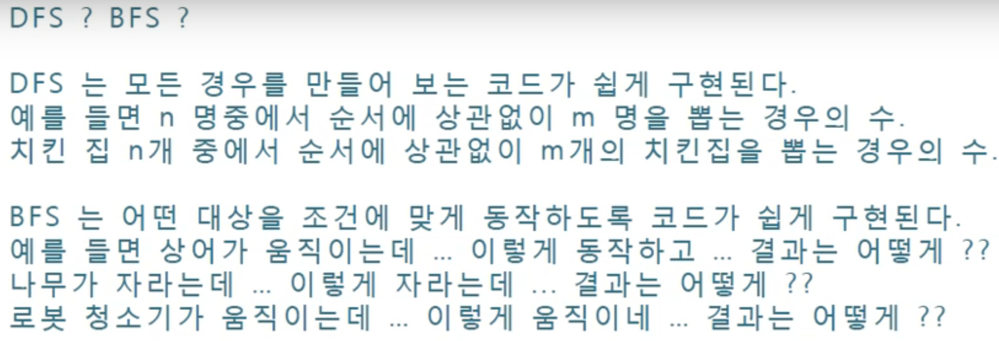 DFS ? BFS ?
DFS 는 모든 경우를 만들어 보는 코드가 쉽게 구현된다.
예를 들면 n 명중에서 순서에 상관없이 m 명을 뽑는 경우의 수.
치킨 집 n개 중에서 순서에 상관없이 m개의 치킨집을 뽑는 경우의 수.
BFS 는 어떤 대상을 조건에 맞게 동작하도록 코드가 쉽게 구현된다.
예를 들면 상어가 움직이는데 ... 이렇게 동작하고 ... 결과는 어떻게 ??
나무가 자라는데 ... 이렇게 자라는데 ... 결과는 어떻게 ??
로봇 청소기가 움직이는데 ... 이렇게 움직이네 ... 결과는 어떻게 ??